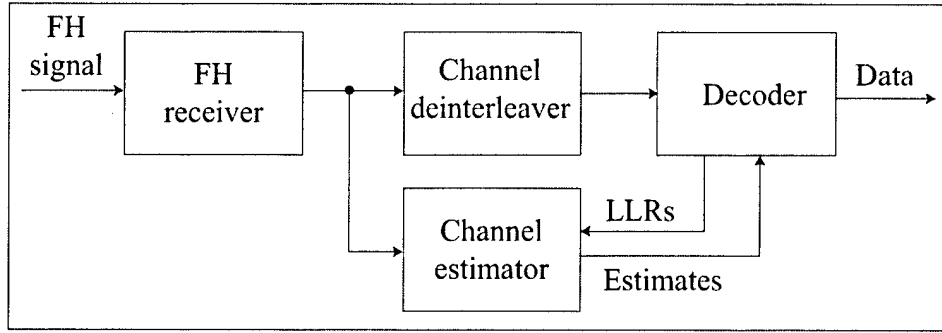 FH
signal
FH
receiver
Channel
deinterleaver
Decoder
Data
LLRs
Channel
estimator
Estimates